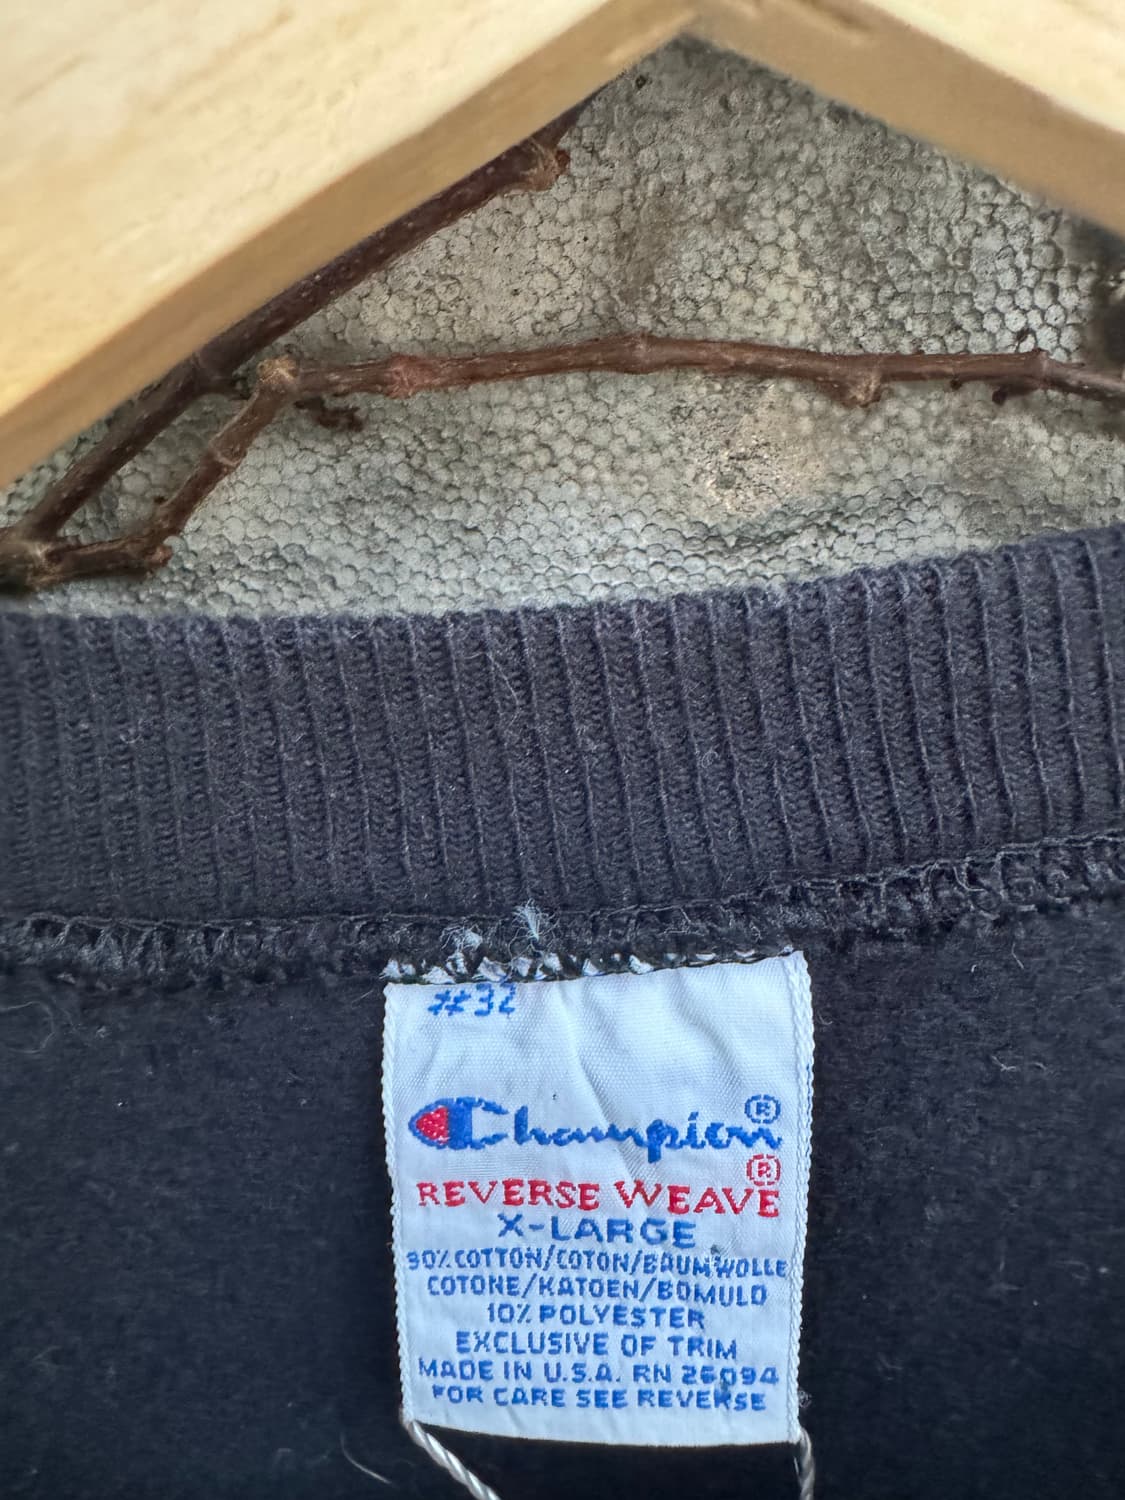 #32
Champion®
REVERSE WEAVE®
X-LARGE
90% COTTON/COTON/BAUMWOLLE
COTONE/KATOEN/BOMULD
10% POLYESTER
EXCLUSIVE OF TRIM
MADE IN U.S.A. RN 26094
FOR CARE SEE REVERSE